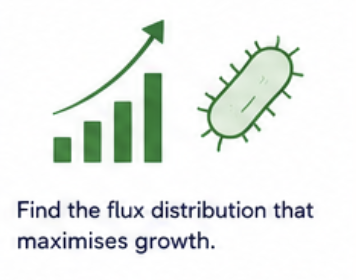 Find the flux distribution that
maximises growth.